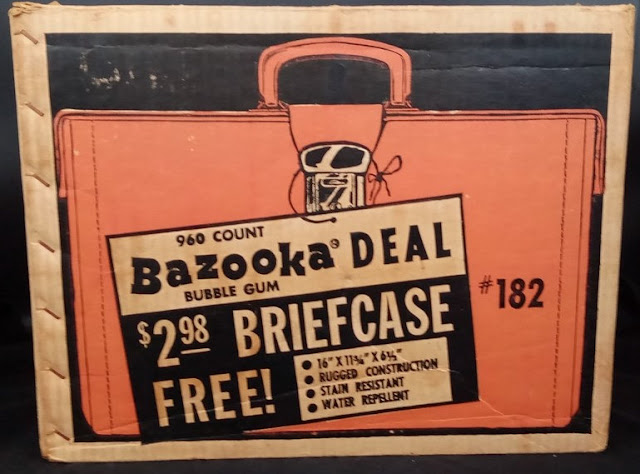 960 COUNT
Bazooka® DEAL
BUBBLE GUM
$2.98 BRIEFCASE
FREE!
• 16" X 11¾" X 6½"
• RUGGED CONSTRUCTION
• STAIN RESISTANT
• WATER REPELLENT
#182